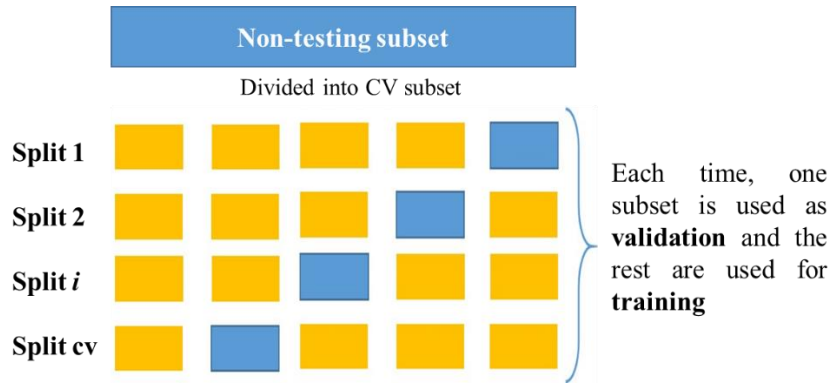 Non-testing subset
Divided into CV subset
Split 1
Split 2
Split i
Split cv
Each time, one
subset is used as
validation and the
rest are used for
training